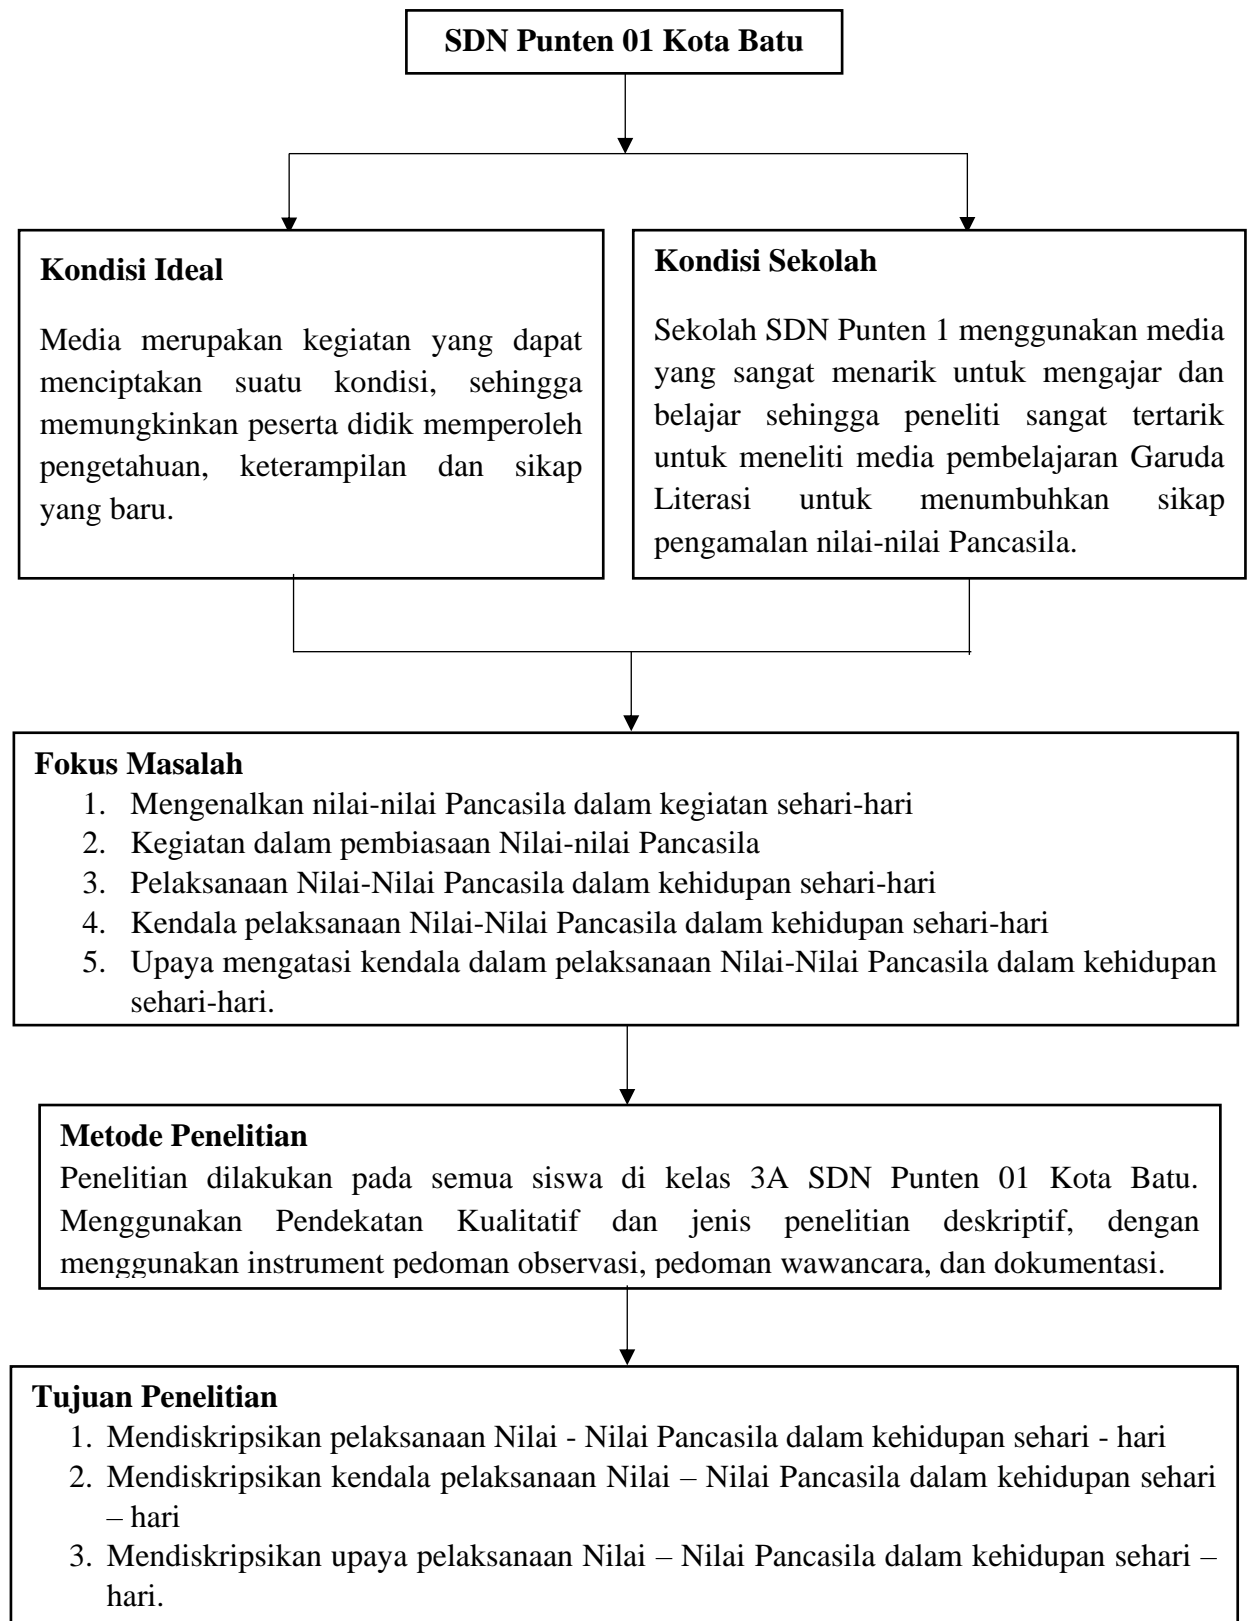 SDN Punten 01 Kota Batu
Kondisi Ideal
Media merupakan kegiatan yang dapat
menciptakan suatu kondisi, sehingga
memungkinkan peserta didik memperoleh
pengetahuan, keterampilan dan sikap
yang baru.
Kondisi Sekolah
Sekolah SDN Punten 1 menggunakan media
yang sangat menarik untuk mengajar dan
belajar sehingga peneliti sangat tertarik
untuk meneliti media pembelajaran Garuda
Literasi untuk menumbuhkan sikap
pengamalan nilai-nilai Pancasila.
Fokus Masalah
1. Mengenalkan nilai-nilai Pancasila dalam kegiatan sehari-hari
2. Kegiatan dalam pembiasaan Nilai-nilai Pancasila
3. Pelaksanaan Nilai-Nilai Pancasila dalam kehidupan sehari-hari
4. Kendala pelaksanaan Nilai-Nilai Pancasila dalam kehidupan sehari-hari
5. Upaya mengatasi kendala dalam pelaksanaan Nilai-Nilai Pancasila dalam kehidupan
sehari-hari.
Metode Penelitian
Penelitian dilakukan pada semua siswa di kelas 3A SDN Punten 01 Kota Batu.
Menggunakan Pendekatan Kualitatif dan jenis penelitian deskriptif, dengan
menggunakan instrument pedoman observasi, pedoman wawancara, dan dokumentasi.
Tujuan Penelitian
1. Mendiskripsikan pelaksanaan Nilai - Nilai Pancasila dalam kehidupan sehari - hari
2. Mendiskripsikan kendala pelaksanaan Nilai – Nilai Pancasila dalam kehidupan sehari
– hari
3. Mendiskripsikan upaya pelaksanaan Nilai – Nilai Pancasila dalam kehidupan sehari –
hari.